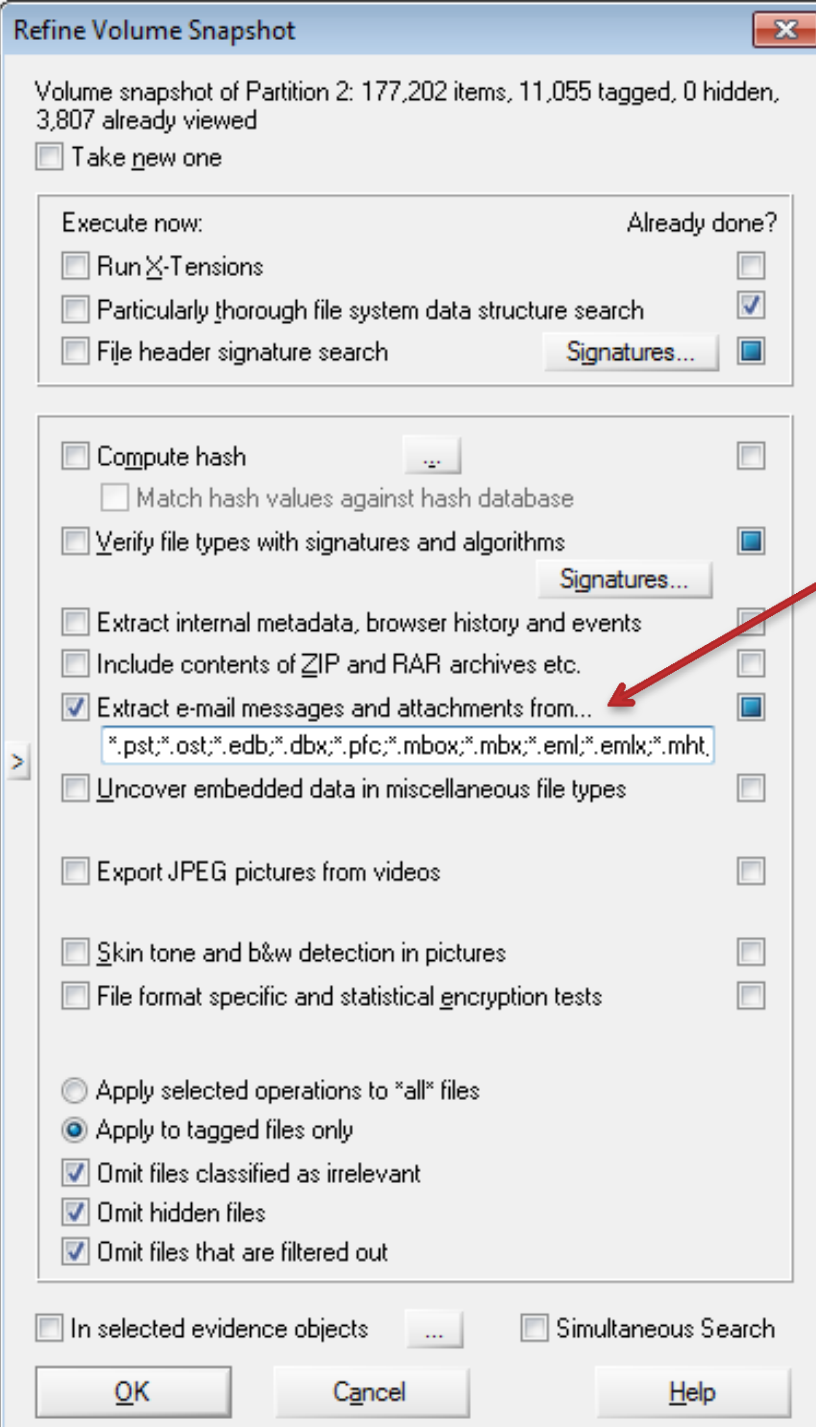 Refine Volume Snapshot
Volume snapshot of Partition 2: 177,202 items, 11,055 tagged, 0 hidden,
3,807 already viewed
Take new one
Execute now: Already done?
Run X-Tensions
Particularly thorough file system data structure search
File header signature search Signatures...
Compute hash ...
Match hash values against hash database
Verify file types with signatures and algorithms
Signatures...
Extract internal metadata, browser history and events
Include contents of ZIP and RAR archives etc.
Extract e-mail messages and attachments from...
*.pst;*.ost;*.edb;*.dbx;*.pfc;*.mbox;*.mbx;*.eml;*.emlx;*.mht,
>
Uncover embedded data in miscellaneous file types
Export JPEG pictures from videos
Skin tone and b&w detection in pictures
File format specific and statistical encryption tests
Apply selected operations to *all* files
Apply to tagged files only
Omit files classified as irrelevant
Omit hidden files
Omit files that are filtered out
In selected evidence objects ... Simultaneous Search
OK Cancel Help